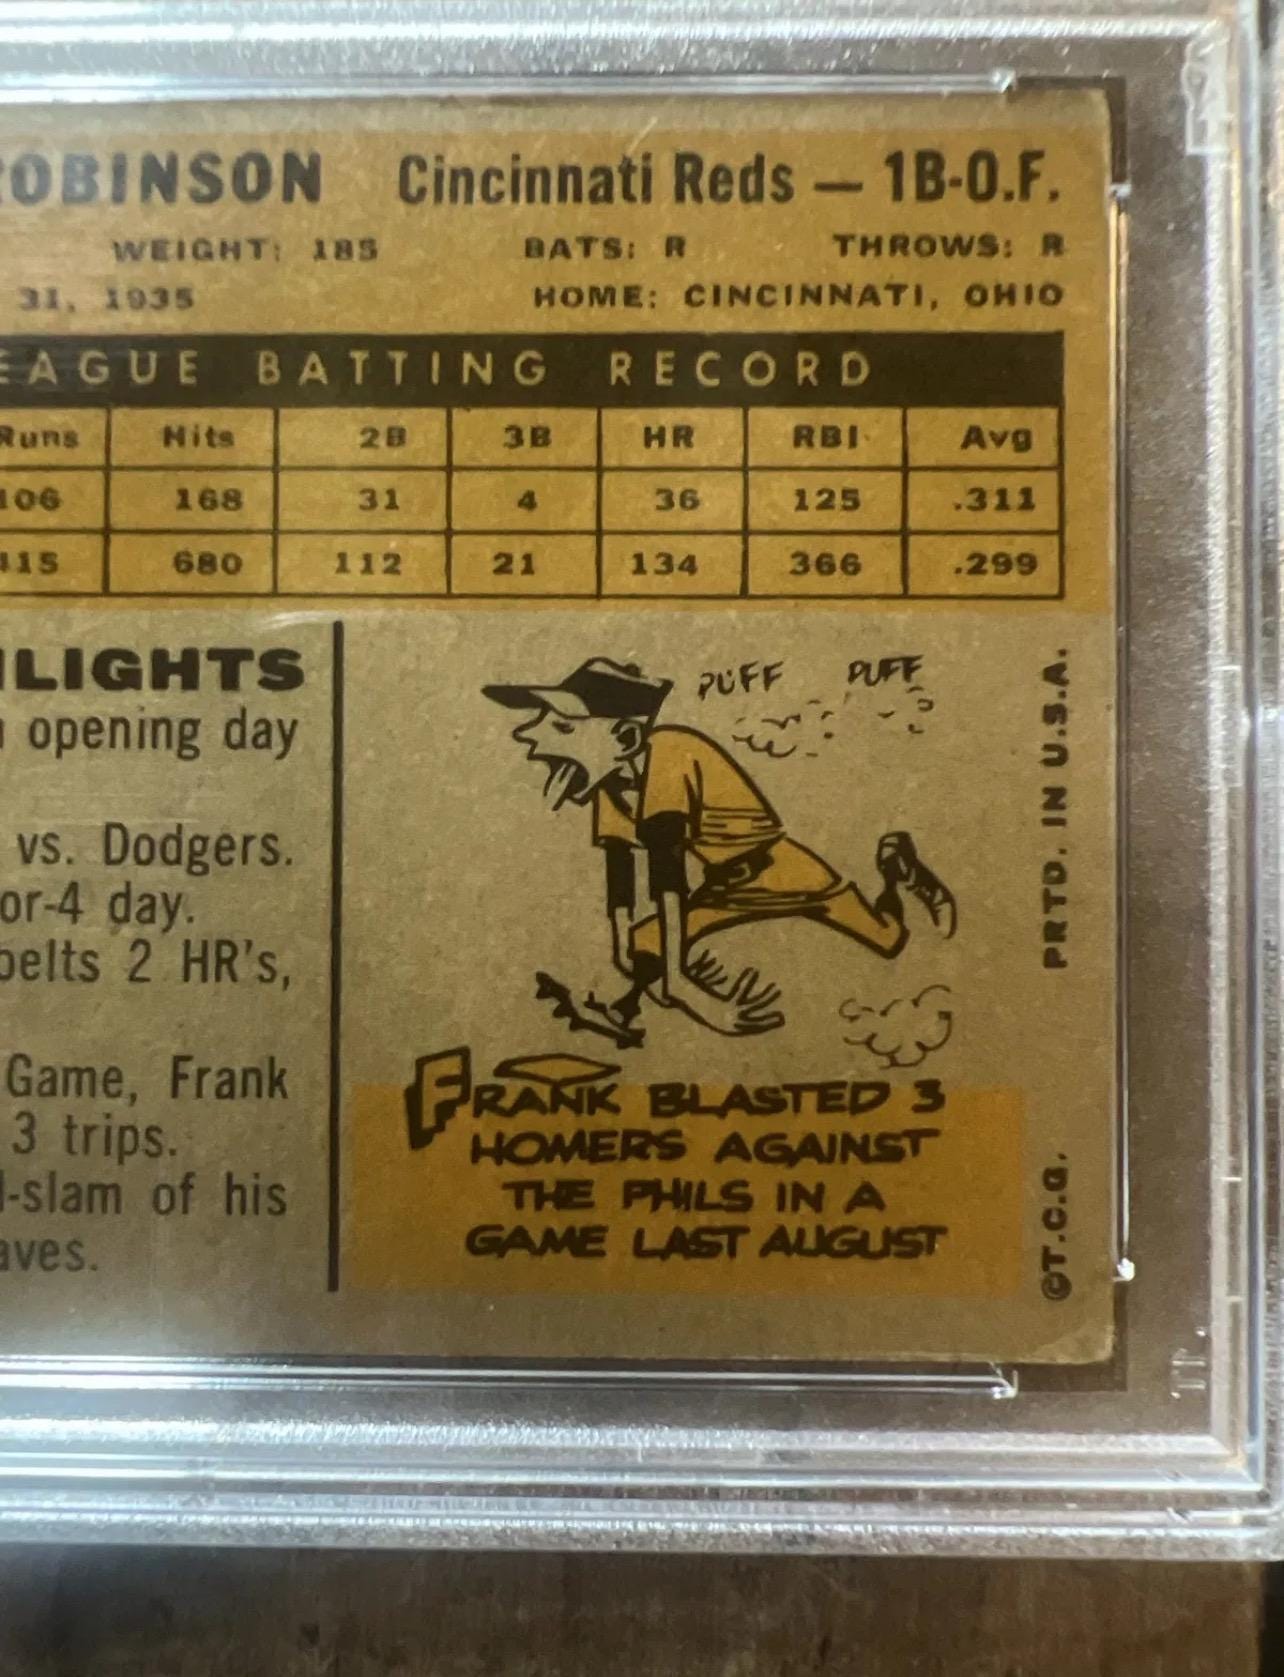 ROBINSON Cincinnati Reds — 1B-O.F.
WEIGHT: 185 BATS: R THROWS: R
31, 1935 HOME: CINCINNATI, OHIO
EAGUE BATTING RECORD
Runs Hits 2B 3B HR RBI Avg
106 168 31 4 36 125 .311
415 680 112 21 134 366 .299
HLIGHTS
opening day
vs. Dodgers.
or-4 day.
belts 2 HR's,
Game, Frank
3 trips.
-slam of his
aves.
PUFF PUFF
FRANK BLASTED 3
HOMERS AGAINST
THE PHILS IN A
GAME LAST AUGUST
©T.C.G. PRTD. IN U.S.A.